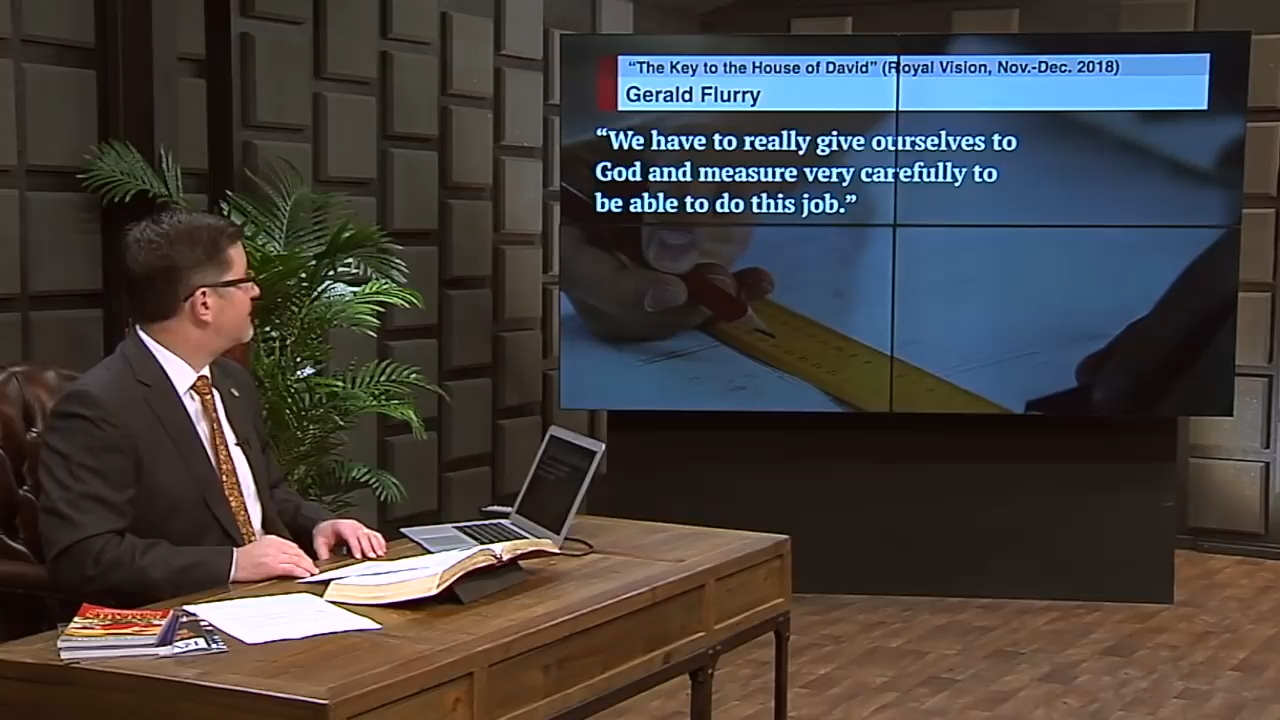 “The Key to the House of David” (Royal Vision, Nov.-Dec. 2018)
Gerald Flurry
“We have to really give ourselves to
God and measure very carefully to
be able to do this job.”